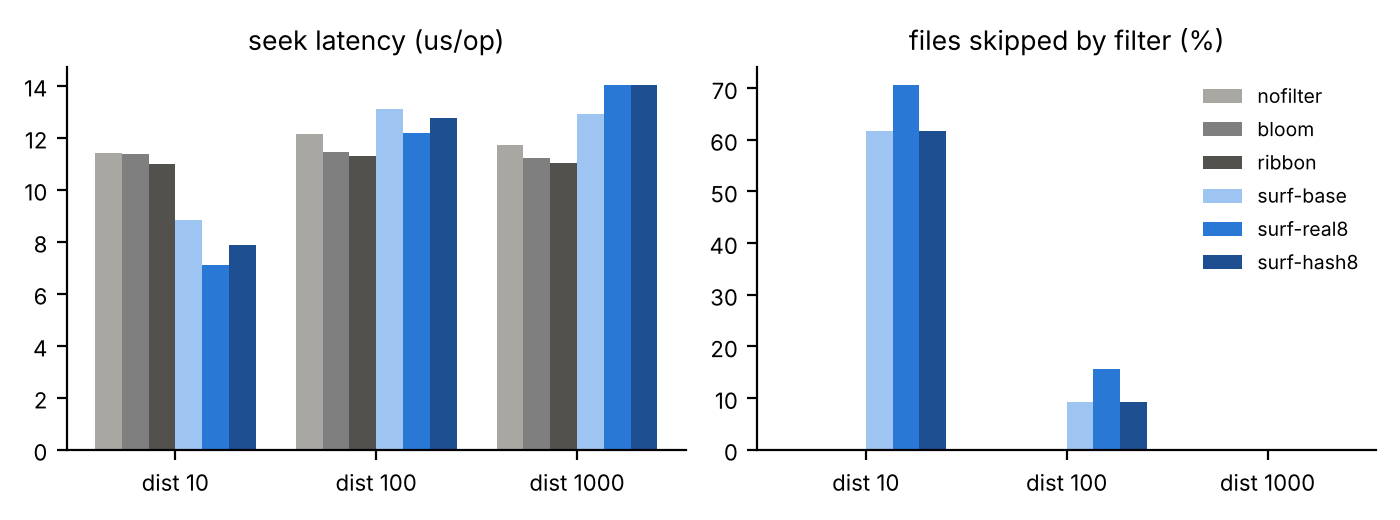 seek latency (us/op)
14
12
10
8
6
4
2
0
dist 10
dist 100
dist 1000
files skipped by filter (%)
70
60
50
40
30
20
10
0
dist 10
dist 100
dist 1000
nofilter
bloom
ribbon
surf-base
surf-real8
surf-hash8